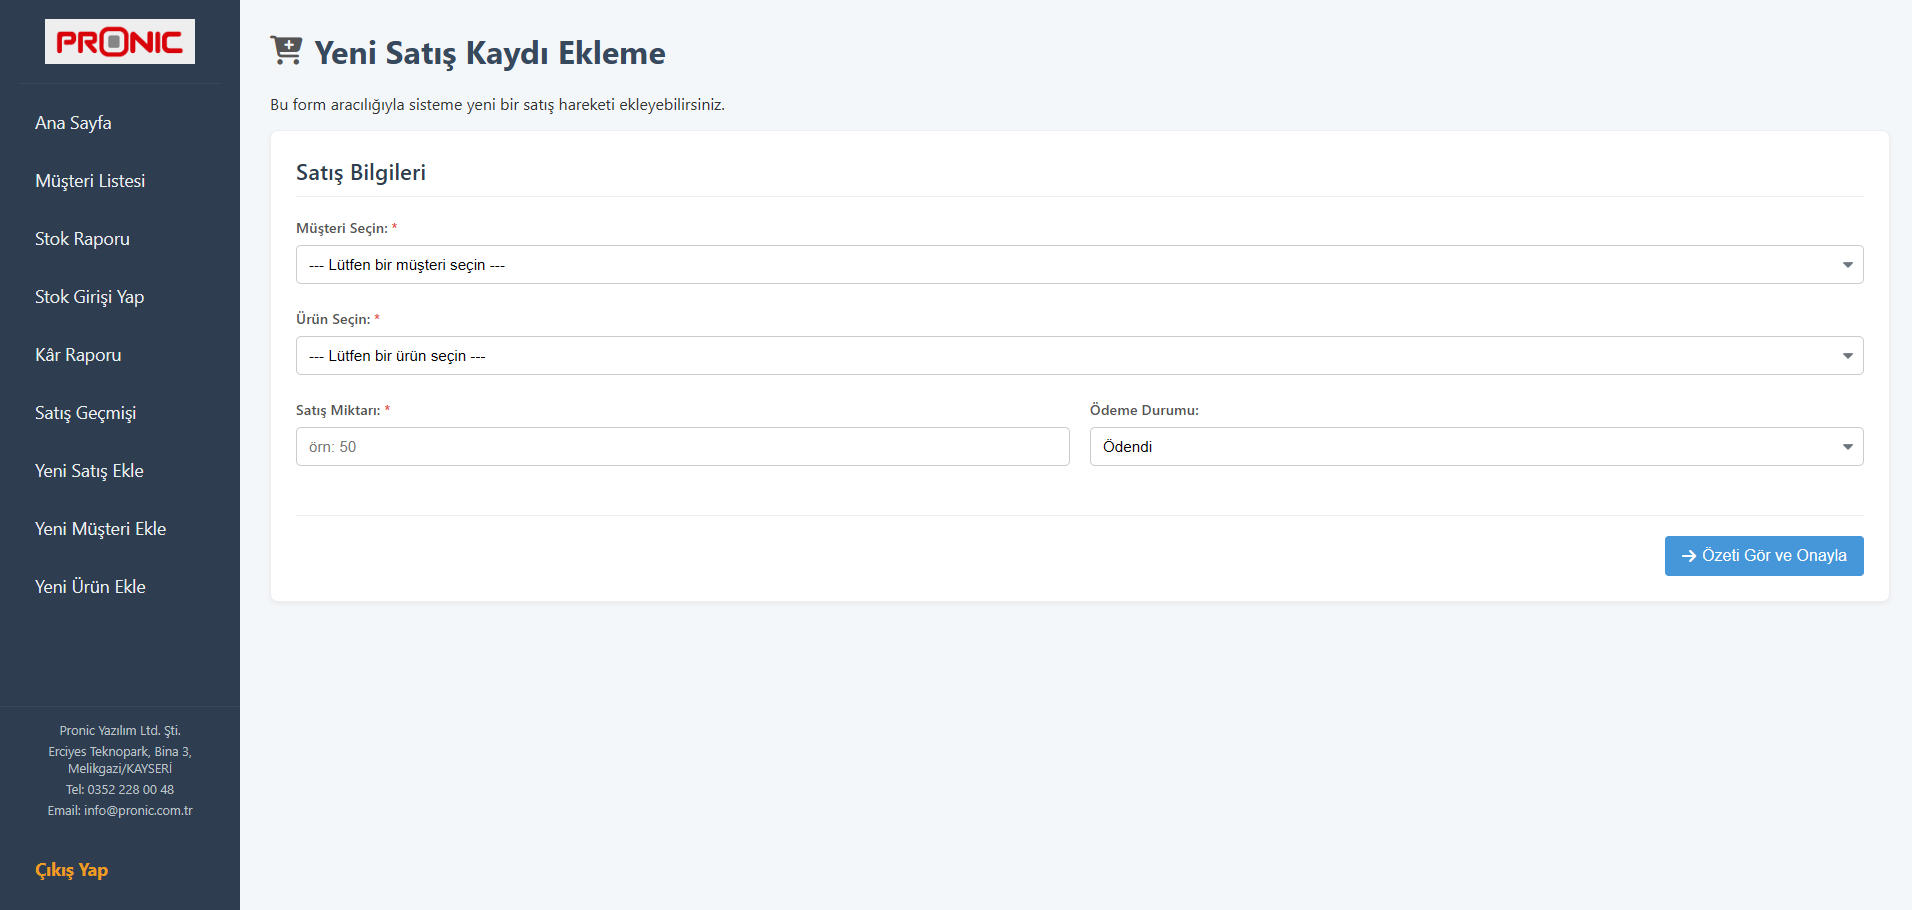 PRONIC
Ana Sayfa
Müşteri Listesi
Stok Raporu
Stok Girişi Yap
Kâr Raporu
Satış Geçmişi
Yeni Satış Ekle
Yeni Müşteri Ekle
Yeni Ürün Ekle
Pronic Yazılım Ltd. Şti.
Erciyes Teknopark, Bina 3,
Melikgazi/KAYSERİ
Tel: 0352 228 00 48
Email: info@pronic.com.tr
Çıkış Yap
Yeni Satış Kaydı Ekleme
Bu form aracılığıyla sisteme yeni bir satış hareketi ekleyebilirsiniz.
Satış Bilgileri
Müşteri Seçin: *
--- Lütfen bir müşteri seçin ---
Ürün Seçin: *
--- Lütfen bir ürün seçin ---
Satış Miktarı: *
örn: 50
Ödeme Durumu:
Ödendi
Özeti Gör ve Onayla